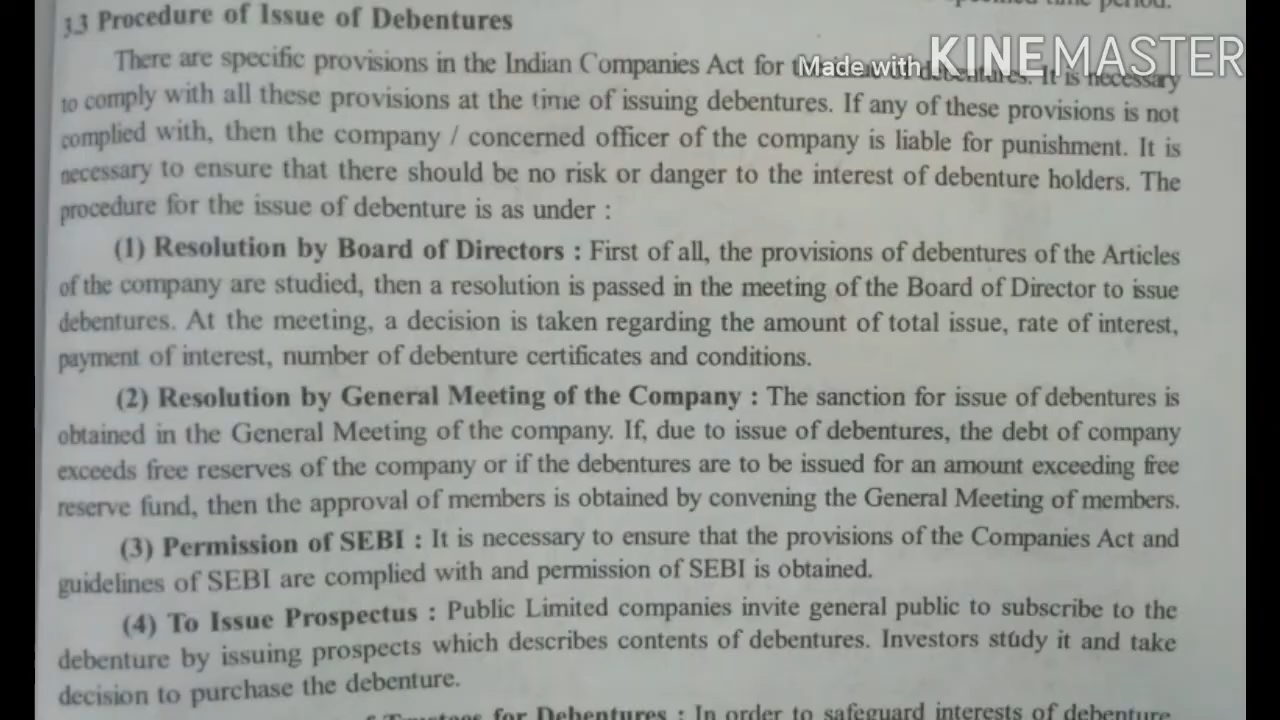 time period.
3.3 Procedure of Issue of Debentures
There are specific provisions in the Indian Companies Act for debentures. It is necessary
Made with KINEMASTER
to comply with all these provisions at the time of issuing debentures. If any of these provisions is not
complied with, then the company / concerned officer of the company is liable for punishment. It is
necessary to ensure that there should be no risk or danger to the interest of debenture holders. The
procedure for the issue of debenture is as under :
(1) Resolution by Board of Directors : First of all, the provisions of debentures of the Articles
of the company are studied, then a resolution is passed in the meeting of the Board of Director to issue
debentures. At the meeting, a decision is taken regarding the amount of total issue, rate of interest,
payment of interest, number of debenture certificates and conditions.
(2) Resolution by General Meeting of the Company : The sanction for issue of debentures is
obtained in the General Meeting of the company. If, due to issue of debentures, the debt of company
exceeds free reserves of the company or if the debentures are to be issued for an amount exceeding free
reserve fund, then the approval of members is obtained by convening the General Meeting of members.
(3) Permission of SEBI : It is necessary to ensure that the provisions of the Companies Act and
guidelines of SEBI are complied with and permission of SEBI is obtained.
(4) To Issue Prospectus : Public Limited companies invite general public to subscribe to the
debenture by issuing prospects which describes contents of debentures. Investors study it and take
decision to purchase the debenture.
for Debentures : In order to safeguard interests of debenture